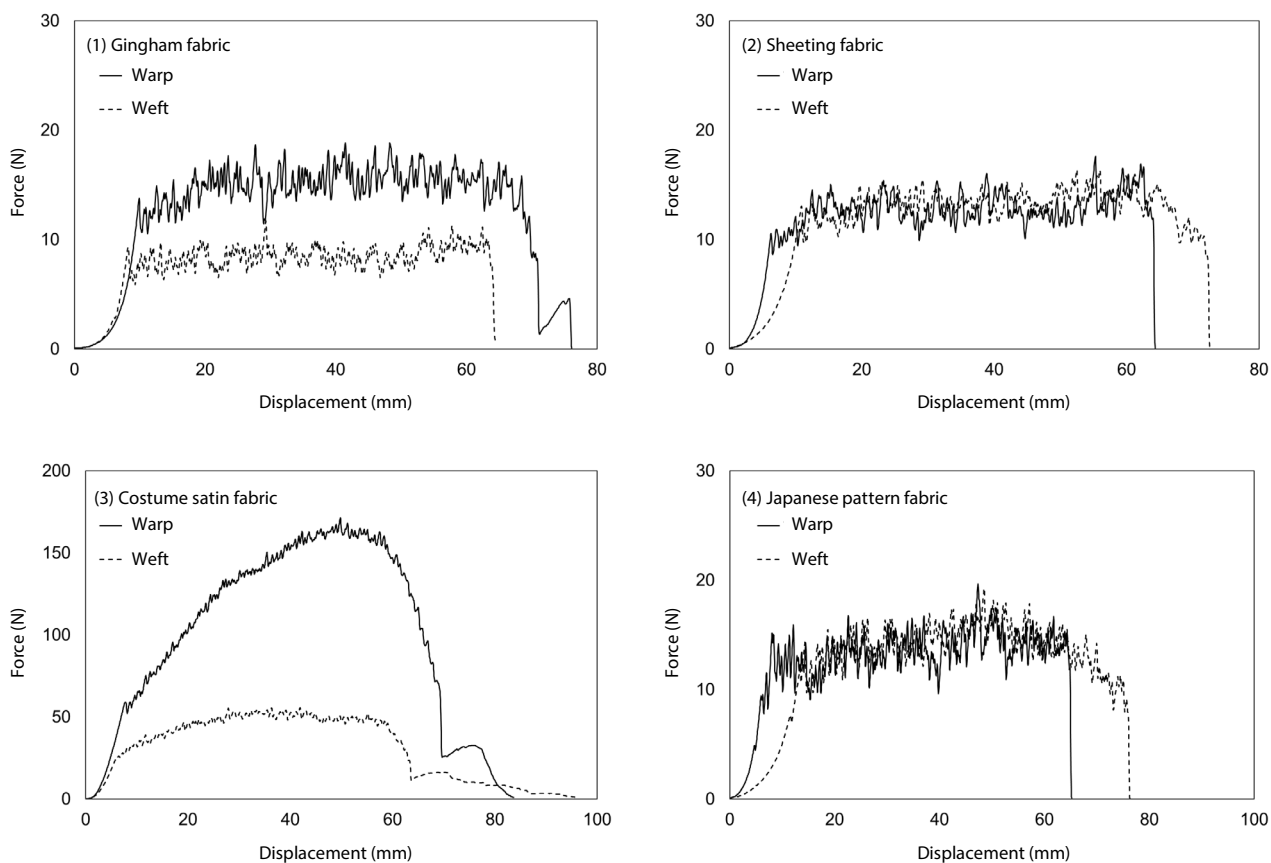 30
(1) Gingham fabric
Warp
Weft
20
10
0
Force (N)
0 20 40 60 80
Displacement (mm)
30
(2) Sheeting fabric
Warp
Weft
20
10
0
Force (N)
0 20 40 60 80
Displacement (mm)
200
(3) Costume satin fabric
Warp
Weft
150
100
50
0
Force (N)
0 20 40 60 80 100
Displacement (mm)
30
(4) Japanese pattern fabric
Warp
Weft
20
10
0
Force (N)
0 20 40 60 80 100
Displacement (mm)